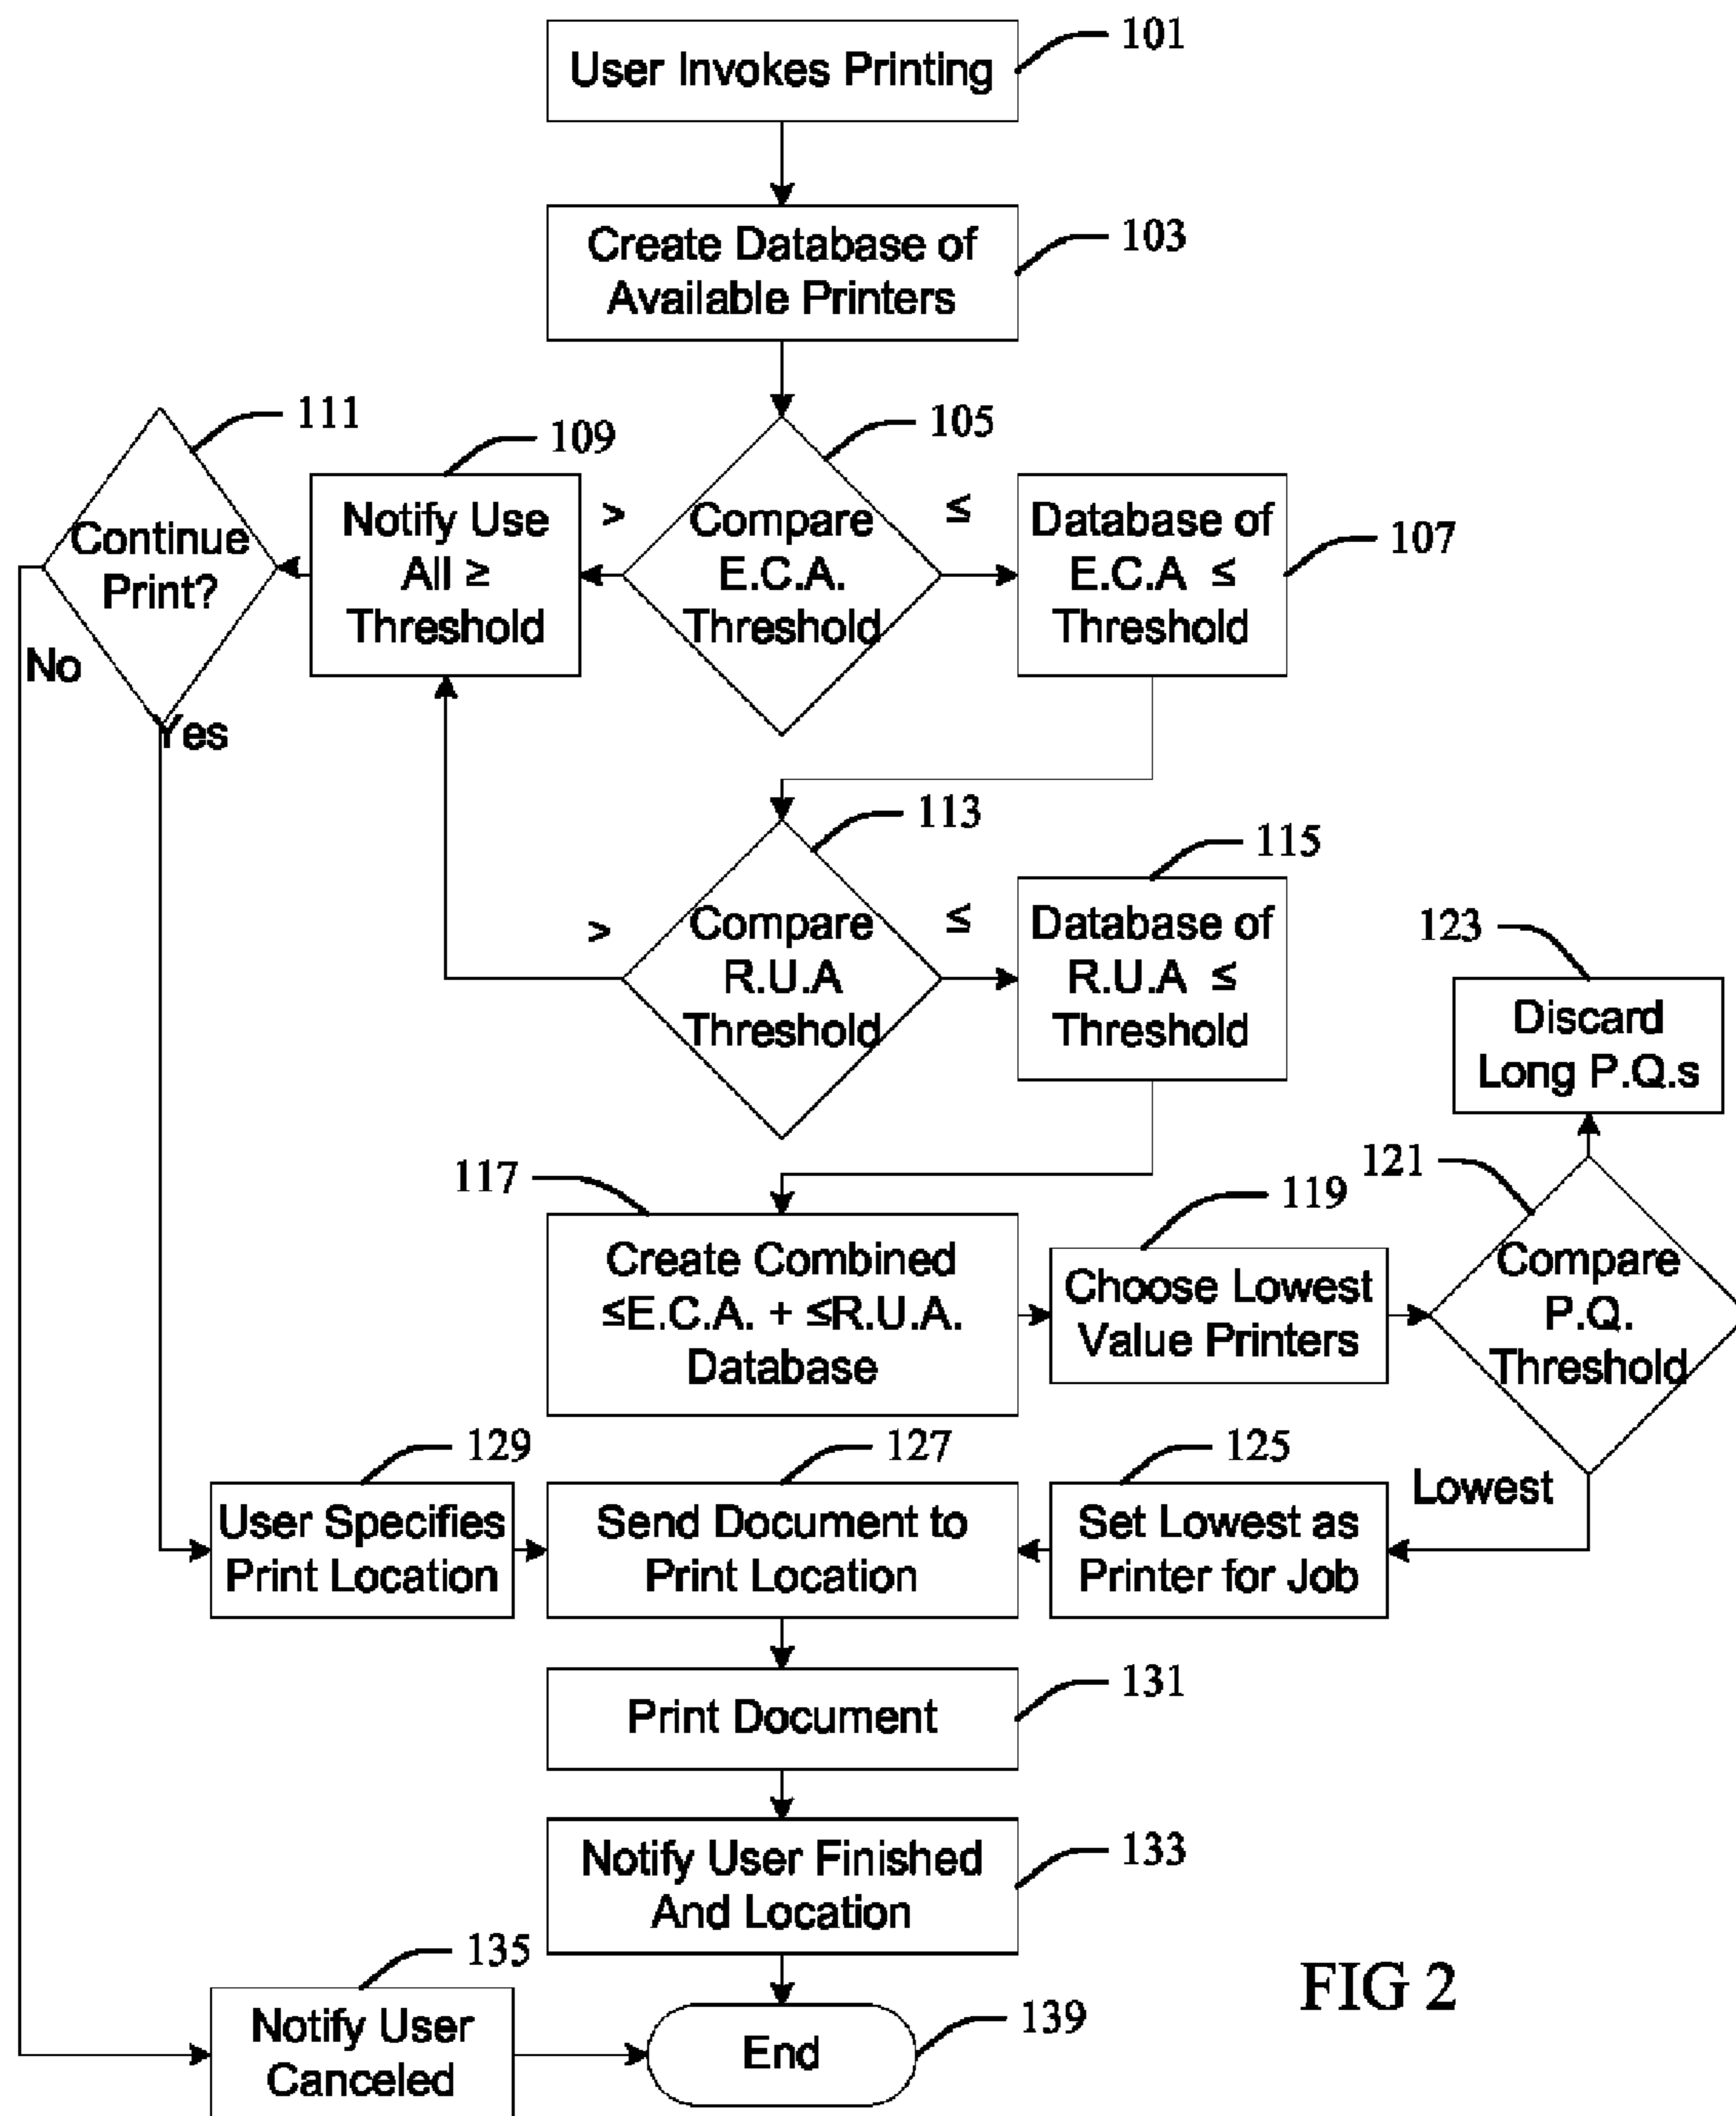 User Invokes Printing
101
Create Database of
Available Printers
103
111
Continue
Print?
No
Yes
109
Notify Use
All ≥
Threshold
>
105
Compare
E.C.A.
Threshold
≤
Database of
E.C.A ≤
Threshold
107
113
>
Compare
R.U.A
Threshold
≤
115
Database of
R.U.A ≤
Threshold
123
Discard
Long P.Q.s
117
Create Combined
≤E.C.A. + ≤R.U.A.
Database
119
Choose Lowest
Value Printers
121
Compare
P.Q.
Threshold
Lowest
129
User Specifies
Print Location
127
Send Document to
Print Location
125
Set Lowest as
Printer for Job
Print Document
131
Notify User Finished
And Location
133
135
Notify User
Canceled
End
139
FIG 2